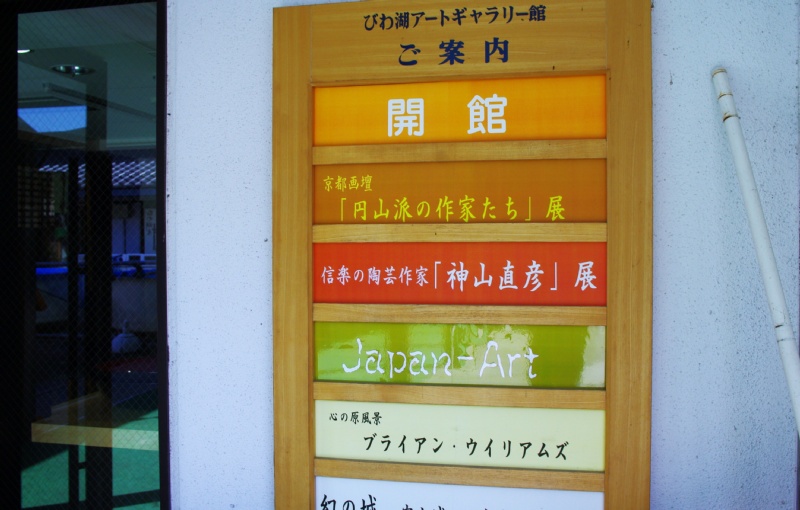 びわ湖アートギャラリー館
ご案内
開館
京都画壇
「円山派の作家たち」展
信楽の陶芸作家「神山直彦」展
Japan-Art
心の原風景
ブライアン・ウイリアムズ
幻の城